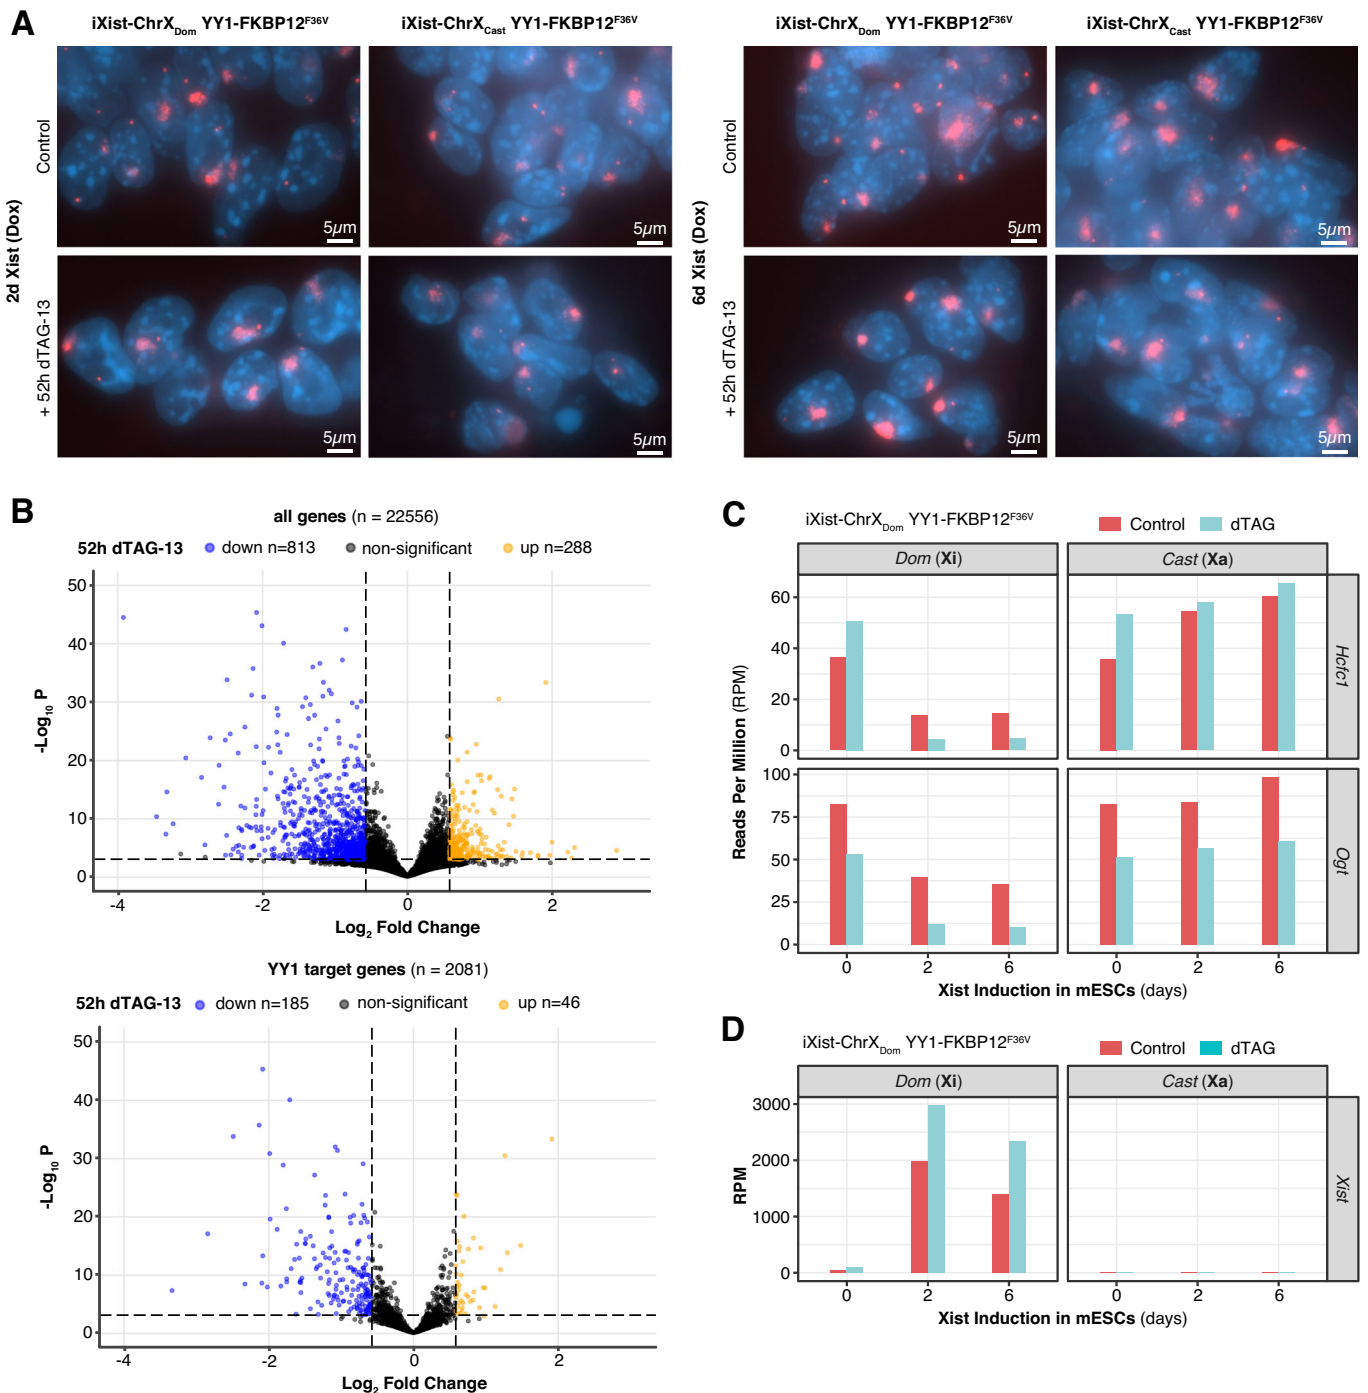 A
iXist-ChrXDom YY1-FKBP12F36V
iXist-ChrXCast YY1-FKBP12F36V
iXist-ChrXDom YY1-FKBP12F36V
iXist-ChrXCast YY1-FKBP12F36V
2d Xist (Dox)
Control
+ 52h dTAG-13
5µm
5µm
5µm
5µm
6d Xist (Dox)
Control
+ 52h dTAG-13
5µm
5µm
5µm
5µm
B
all genes (n = 22556)
52h dTAG-13 down n=813 non-significant up n=288
-Log10 P
50
40
30
20
10
0
-4 -2 0 2
Log2 Fold Change
YY1 target genes (n = 2081)
52h dTAG-13 down n=185 non-significant up n=46
-Log10 P
50
40
30
20
10
0
-4 -2 0 2
Log2 Fold Change
C
iXist-ChrXDom YY1-FKBP12F36V
Control dTAG
Dom (Xi) Cast (Xa)
Reads Per Million (RPM)
60
40
20
0
Hcfc1
100
75
50
25
0
Ogt
0 2 6 0 2 6
Xist Induction in mESCs (days)
D
iXist-ChrXDom YY1-FKBP12F36V
Control dTAG
Dom (Xi) Cast (Xa)
RPM
3000
2000
1000
0
Xist
0 2 6 0 2 6
Xist Induction in mESCs (days)